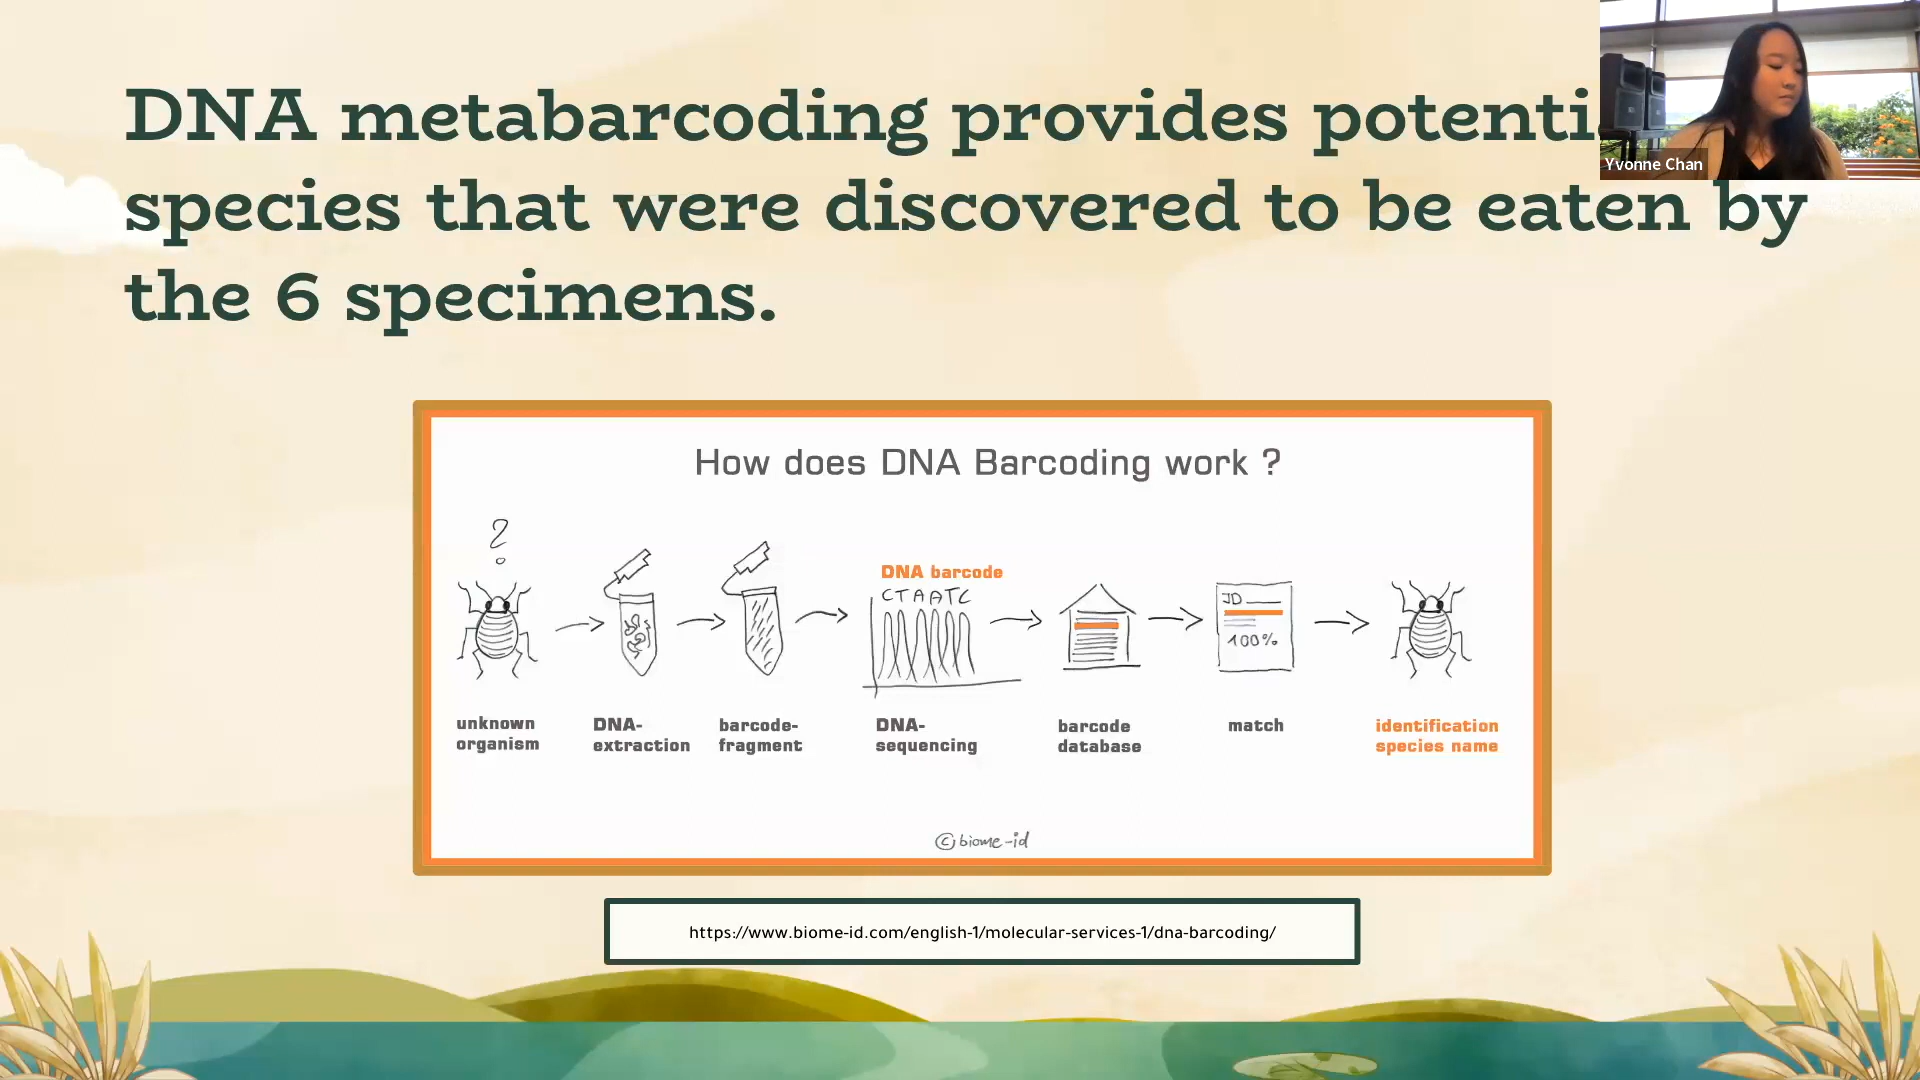 DNA metabarcoding provides
species that were discovered to be eaten by
the 6 specimens.
Yvonne Chan
How does DNA Barcoding work ?
?
DNA barcode
CTAATC
ID
100%
unknown
organism
DNA-
extraction
barcode-
fragment
DNA-
sequencing
barcode
database
match
identification
species name
© biome-id
https://www.biome-id.com/english-1/molecular-services-1/dna-barcoding/